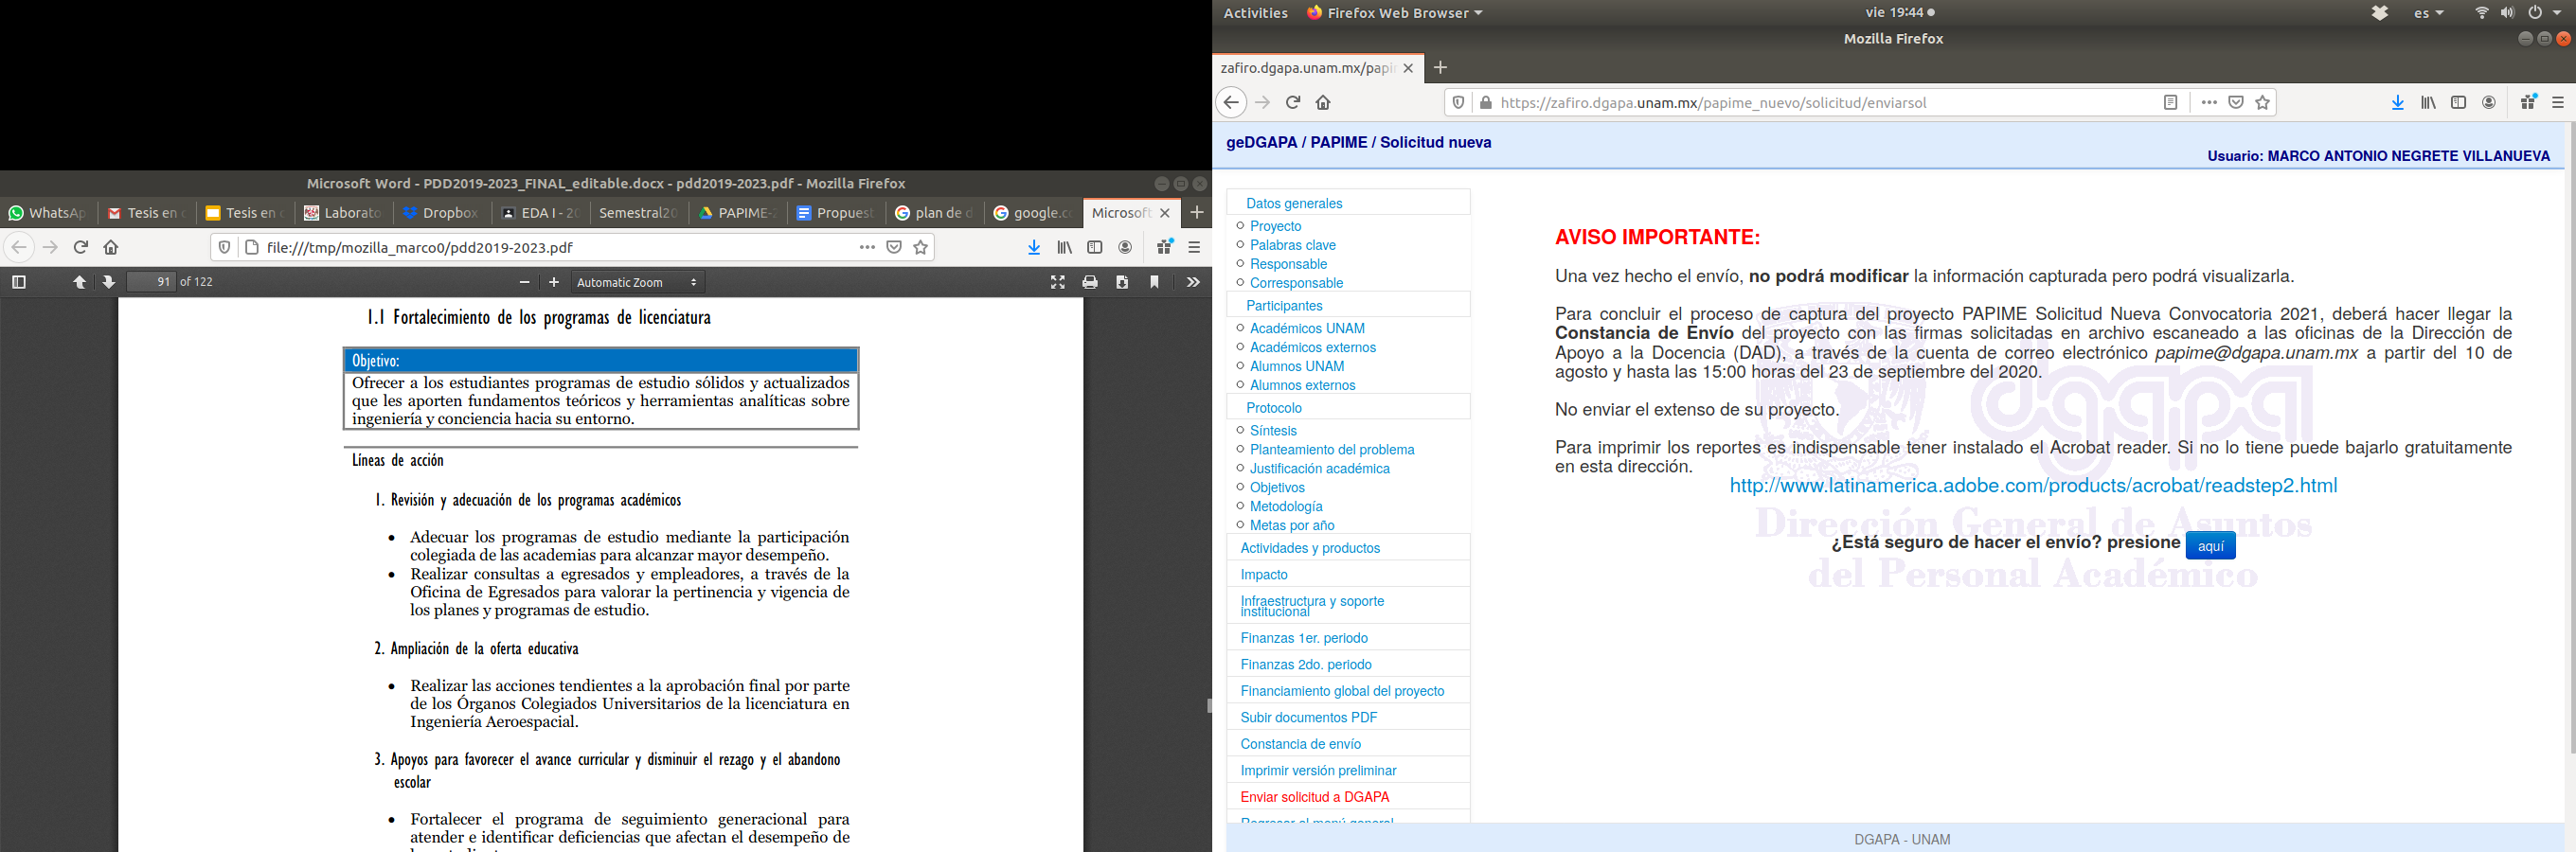 Microsoft Word - PDD2019-2023_FINAL_editable.docx - pdd2019-2023.pdf - Mozilla Firefox
WhatsAp
Tesis en
Tesis en
Laborato
Dropbox
EDA I - 20
Semestral20
PAPIME-
Propuest
plan de d
google.co
Microsoft
file:///tmp/mozilla_marco0/pdd2019-2023.pdf
91 of 122
Automatic Zoom
1.1 Fortalecimiento de los programas de licenciatura
Objetivo:
Ofrecer a los estudiantes programas de estudio sólidos y actualizados
que les aporten fundamentos teóricos y herramientas analíticas sobre
ingeniería y conciencia hacia su entorno.
Líneas de acción
1. Revisión y adecuación de los programas académicos
• Adecuar los programas de estudio mediante la participación
colegiada de las academias para alcanzar mayor desempeño.
• Realizar consultas a egresados y empleadores, a través de la
Oficina de Egresados para valorar la pertinencia y vigencia de
los planes y programas de estudio.
2. Ampliación de la oferta educativa
• Realizar las acciones tendientes a la aprobación final por parte
de los Órganos Colegiados Universitarios de la licenciatura en
Ingeniería Aeroespacial.
3. Apoyos para favorecer el avance curricular y disminuir el rezago y el abandono
escolar
• Fortalecer el programa de seguimiento generacional para
atender e identificar deficiencias que afectan el desempeño de
Activities
Firefox Web Browser
vie 19:44
es
Mozilla Firefox
zafiro.dgapa.unam.mx/papi
https://zafiro.dgapa.unam.mx/papime_nuevo/solicitud/enviarsol
geDGAPA / PAPIME / Solicitud nueva
Usuario: MARCO ANTONIO NEGRETE VILLANUEVA
Datos generales
Proyecto
Palabras clave
Responsable
Corresponsable
Participantes
Académicos UNAM
Académicos externos
Alumnos UNAM
Alumnos externos
Protocolo
Síntesis
Planteamiento del problema
Justificación académica
Objetivos
Metodología
Metas por año
Actividades y productos
Impacto
Infraestructura y soporte
institucional
Finanzas 1er. periodo
Finanzas 2do. periodo
Financiamiento global del proyecto
Subir documentos PDF
Constancia de envío
Imprimir versión preliminar
Enviar solicitud a DGAPA
Regresar al menú general
AVISO IMPORTANTE:
Una vez hecho el envío, no podrá modificar la información capturada pero podrá visualizarla.
Para concluir el proceso de captura del proyecto PAPIME Solicitud Nueva Convocatoria 2021, deberá hacer llegar la
Constancia de Envío del proyecto con las firmas solicitadas en archivo escaneado a las oficinas de la Dirección de
Apoyo a la Docencia (DAD), a través de la cuenta de correo electrónico papime@dgapa.unam.mx a partir del 10 de
agosto y hasta las 15:00 horas del 23 de septiembre del 2020.
No enviar el extenso de su proyecto.
Para imprimir los reportes es indispensable tener instalado el Acrobat reader. Si no lo tiene puede bajarlo gratuitamente
en esta dirección.
http://www.latinamerica.adobe.com/products/acrobat/readstep2.html
¿Está seguro de hacer el envío? presione aquí
dgapa
Dirección General de Asuntos
del Personal Académico
DGAPA - UNAM